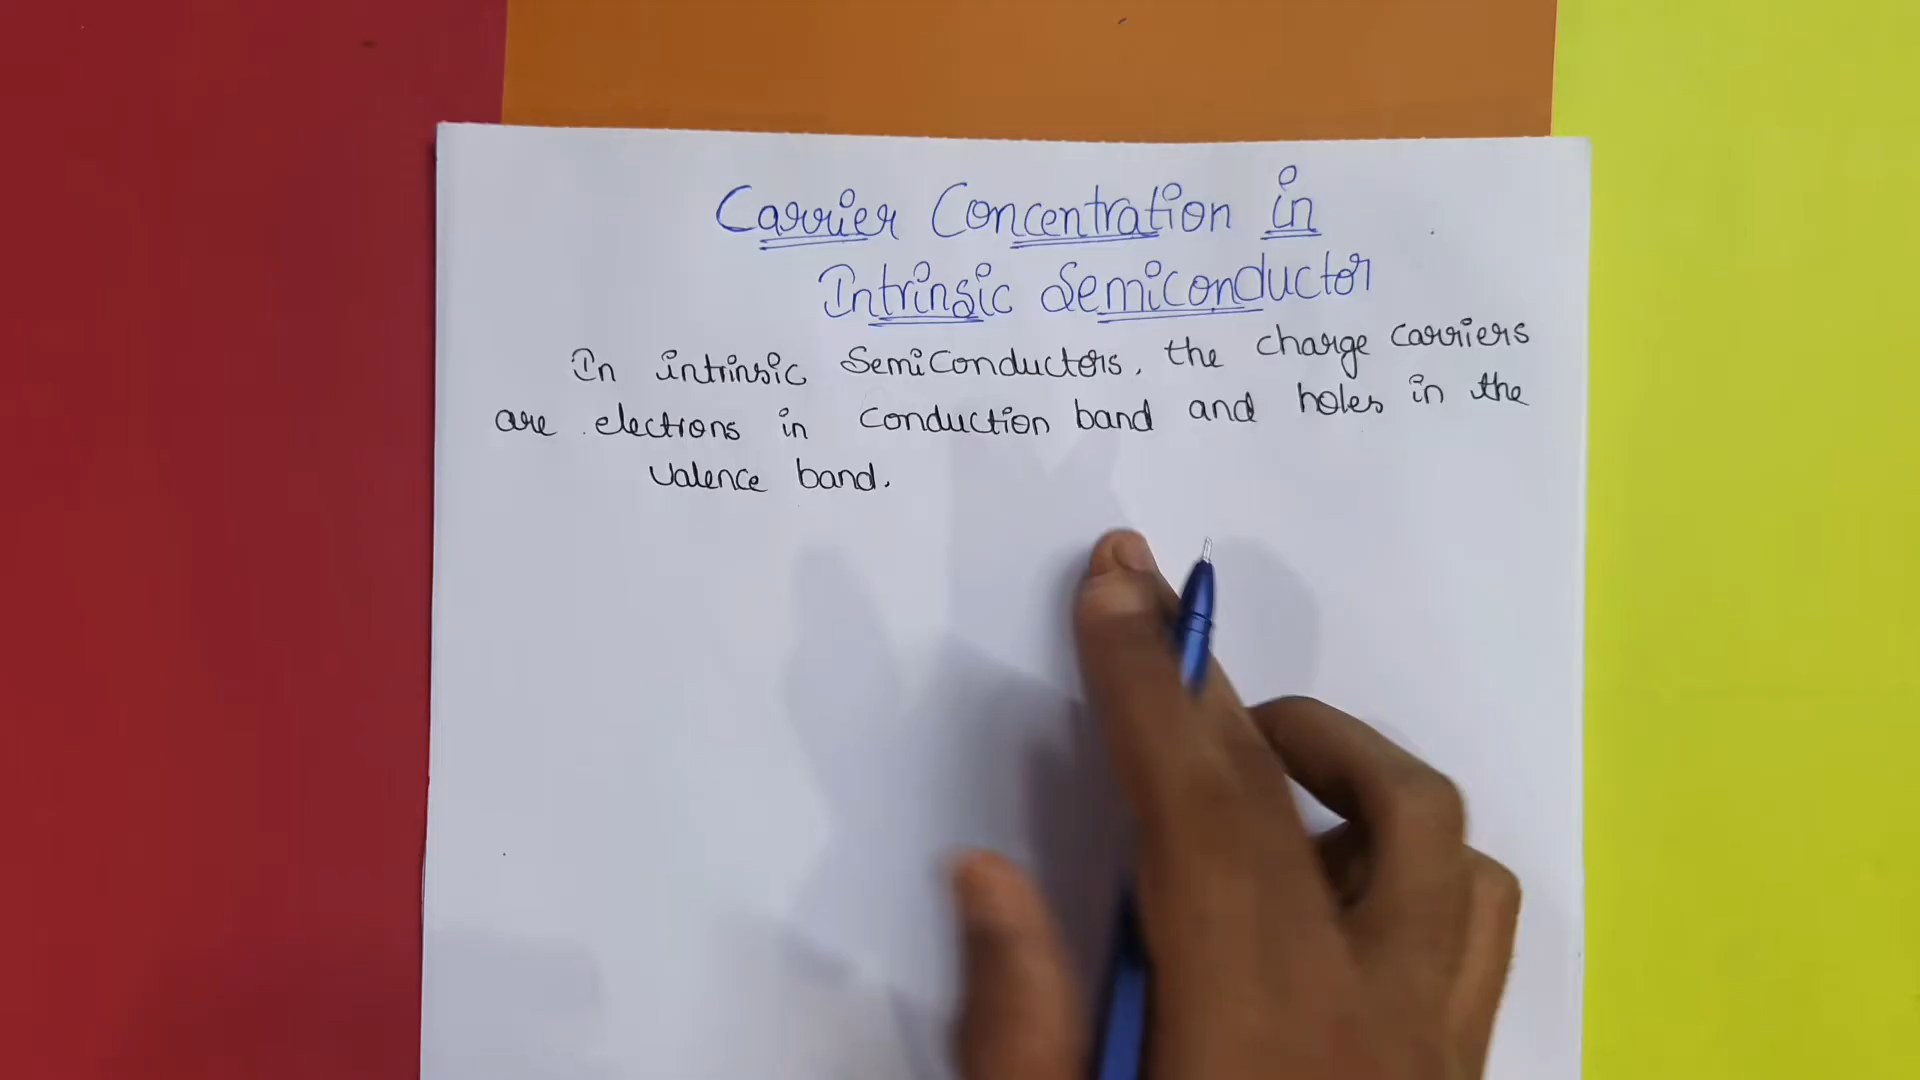 Carrier Concentration in
Intrinsic Semiconductor
In intrinsic SemiConductors, the charge carriers
are elections in conduction band and holes in the
valence band.